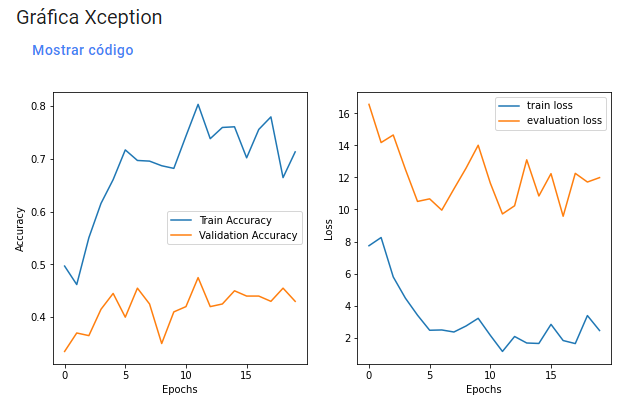 Gráfica Xception
Mostrar código
0.8
0.7
0.6
0.5
0.4
Accuracy
Train Accuracy
Validation Accuracy
0
5
10
15
Epochs
16
14
12
10
8
6
4
2
Loss
train loss
evaluation loss
0
5
10
15
Epochs